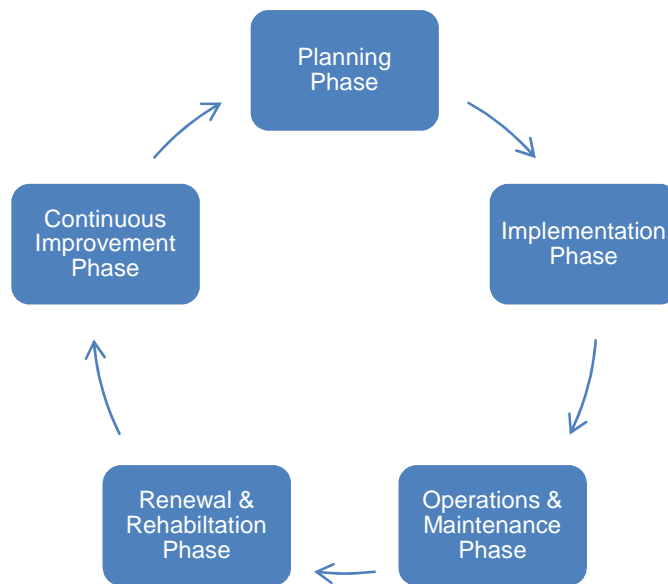 Planning
Phase
Implementation
Phase
Operations &
Maintenance
Phase
Renewal &
Rehabiltation
Phase
Continuous
Improvement
Phase